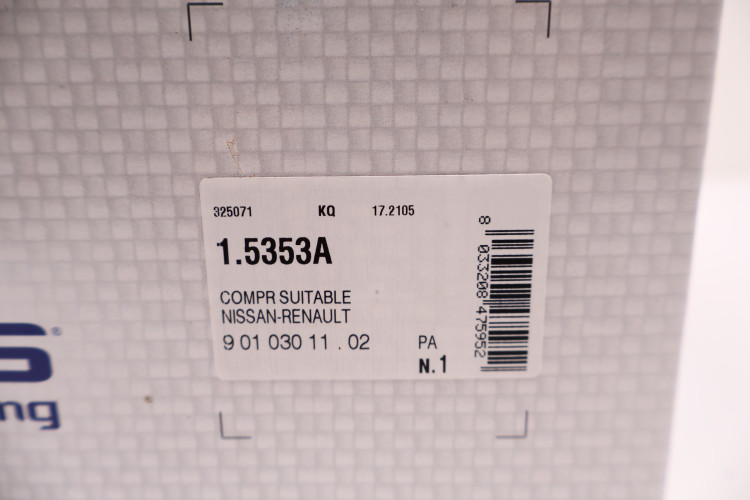 325071 KQ 17.2105
1.5353A
COMPR SUITABLE
NISSAN-RENAULT
9 01 030 11 . 02 PA
N.1
8 033208 475952
S®
ng